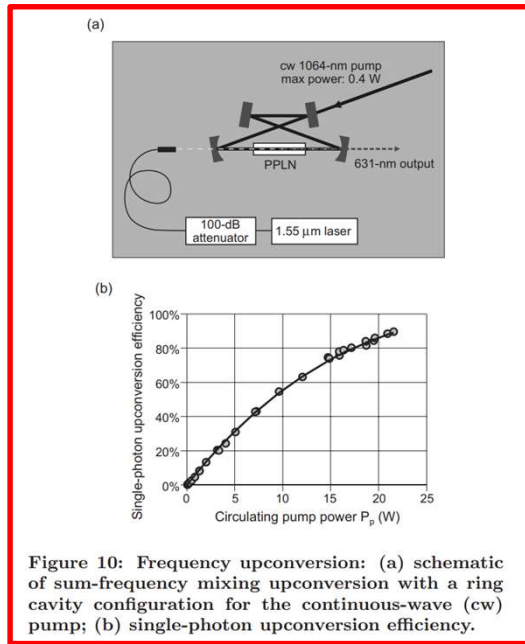 (a)
cw 1064-nm pump
max power: 0.4 W
PPLN
631-nm output
100-dB
attenuator
1.55 μm laser
(b)
Single-photon upconversion efficiency
100%
80%
60%
40%
20%
0%
0 5 10 15 20 25
Circulating pump power Pp (W)
Figure 10: Frequency upconversion: (a) schematic
of sum-frequency mixing upconversion with a ring
cavity configuration for the continuous-wave (cw)
pump; (b) single-photon upconversion efficiency.